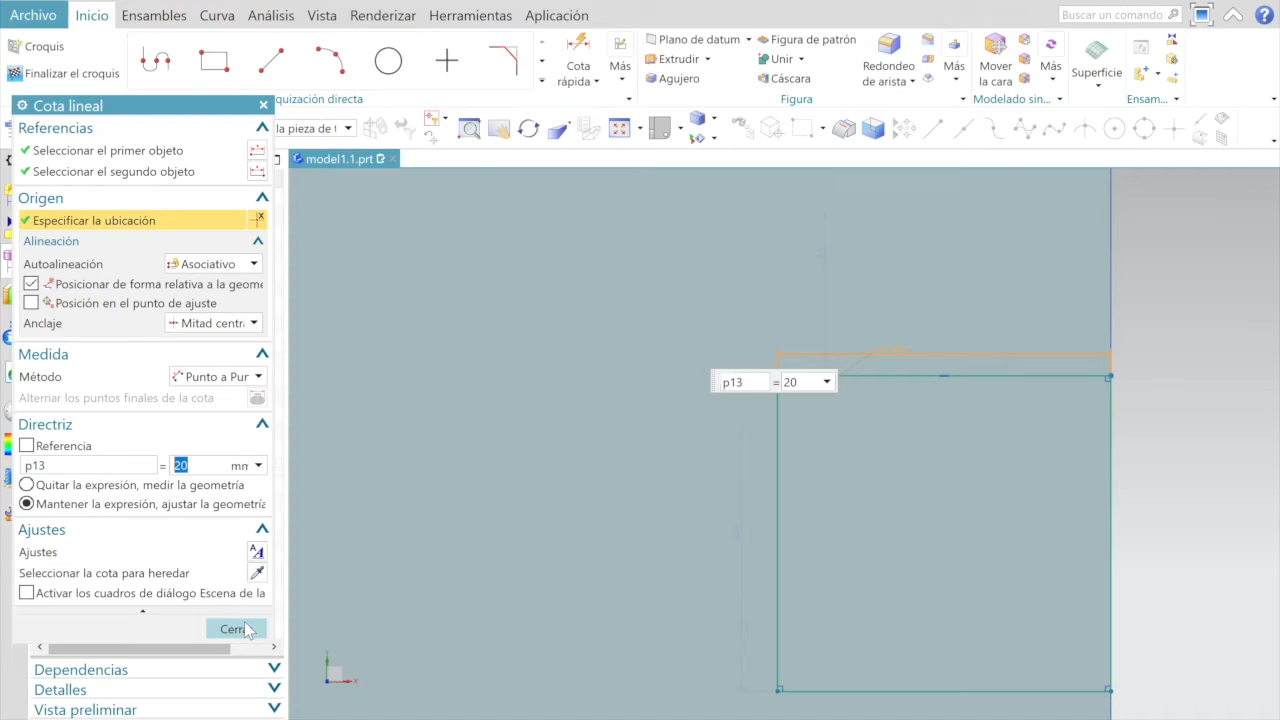 Archivo Inicio Ensambles Curva Análisis Vista Renderizar Herramientas Aplicación Buscar un comando
Croquis
Finalizar el croquis
Cota rápida
Más
Plano de datum
Extrudir
Agujero
Figura de patrón
Unir
Cáscara
Redondeo de arista
Más
Mover la cara
Más
Superficie
quización directa Figura Modelado sin... Ensam...
la pieza de
model1.1.prt
Cota lineal
Referencias
Seleccionar el primer objeto
Seleccionar el segundo objeto
Origen
Especificar la ubicación
Alineación
Autoalineación Asociativo
Posicionar de forma relativa a la geome
Posición en el punto de ajuste
Anclaje Mitad centr
Medida
Método Punto a Pur
Alternar los puntos finales de la cota
Directriz
Referencia
p13 = 20 mm
Quitar la expresión, medir la geometría
Mantener la expresión, ajustar la geometría
Ajustes
Ajustes
Seleccionar la cota para heredar
Activar los cuadros de diálogo Escena de la
Cerra
Dependencias
Detalles
Vista preliminar
p13 = 20